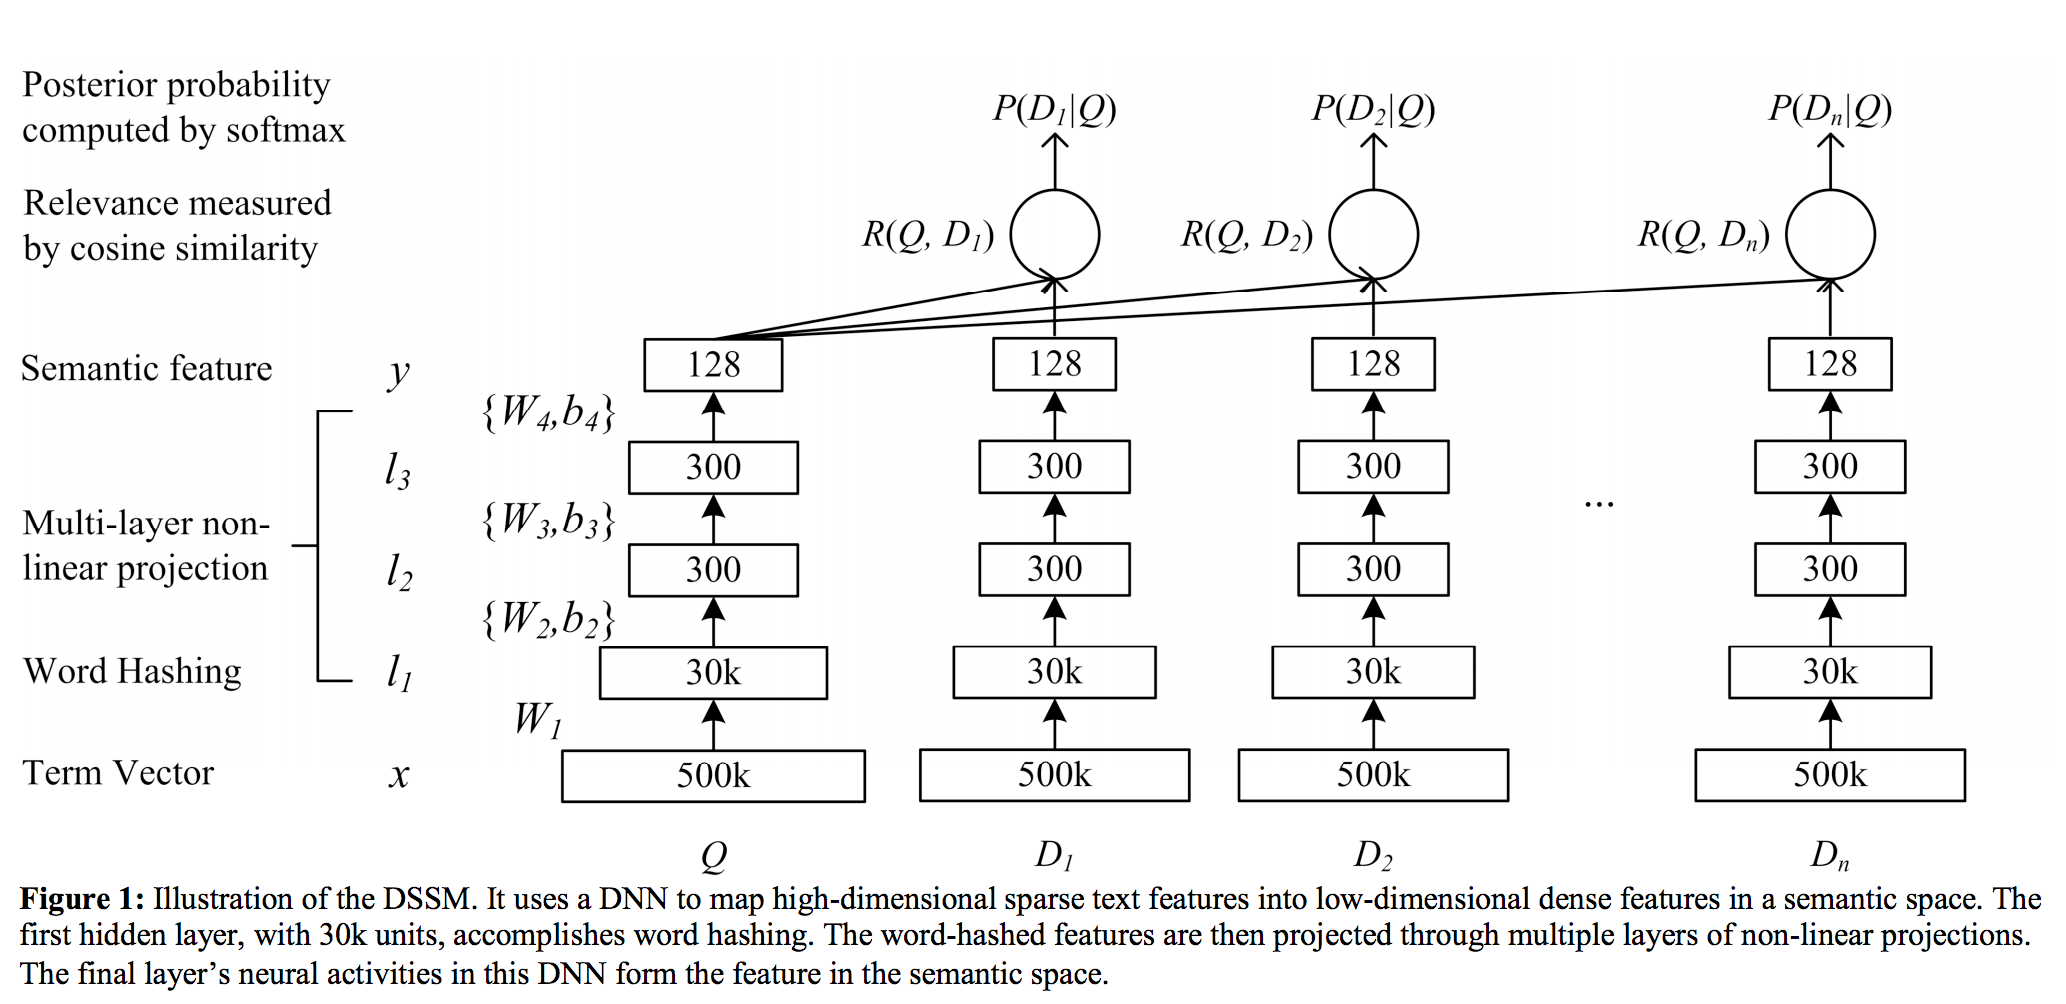 Posterior probability
computed by softmax
P(D1|Q) P(D2|Q) P(Dn|Q)
Relevance measured
by cosine similarity
R(Q, D1) R(Q, D2) R(Q, Dn)
Semantic feature y 128 128 128 128
{W4,b4}
l3 300 300 300 300
Multi-layer non-
linear projection
{W3,b3}
...
l2 300 300 300 300
{W2,b2}
Word Hashing l1 30k 30k 30k 30k
W1
Term Vector x 500k 500k 500k 500k
Q D1 D2 Dn
Figure 1: Illustration of the DSSM. It uses a DNN to map high-dimensional sparse text features into low-dimensional dense features in a semantic space. The
first hidden layer, with 30k units, accomplishes word hashing. The word-hashed features are then projected through multiple layers of non-linear projections.
The final layer’s neural activities in this DNN form the feature in the semantic space.